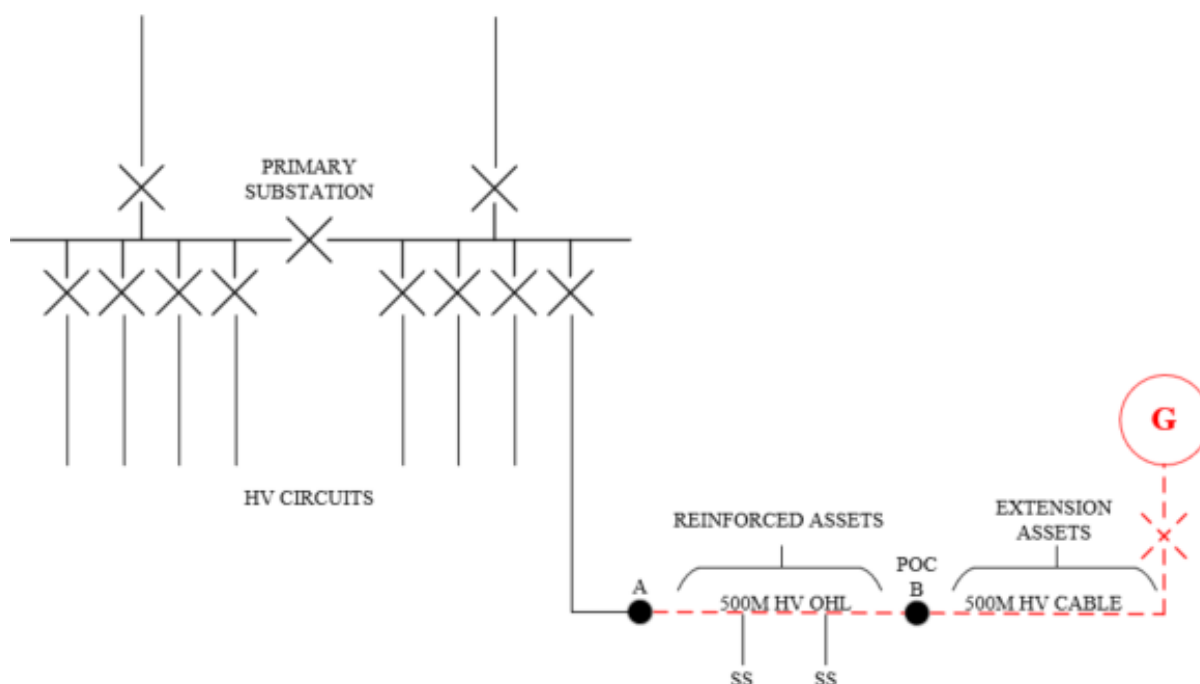 PRIMARY
SUBSTATION
HV CIRCUITS
G
REINFORCED ASSETS
EXTENSION
ASSETS
A
POC
B
500M HV OHL
500M HV CABLE
SS
SS